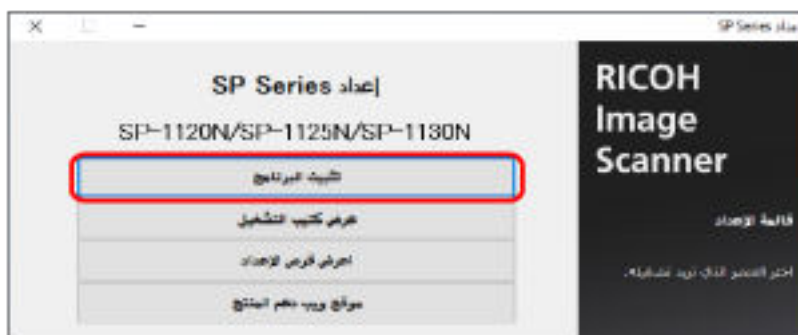 إعداد SP Series
RICOH
Image
Scanner
قائمة الإعداد
اختر العنصر الذي تريد تشغيله.
إعداد SP Series
SP-1120N/SP-1125N/SP-1130N
تثبيت البرنامج
عرض كتيب التشغيل
اعرض قرص الإعداد
موقع ويب دعم المنتج